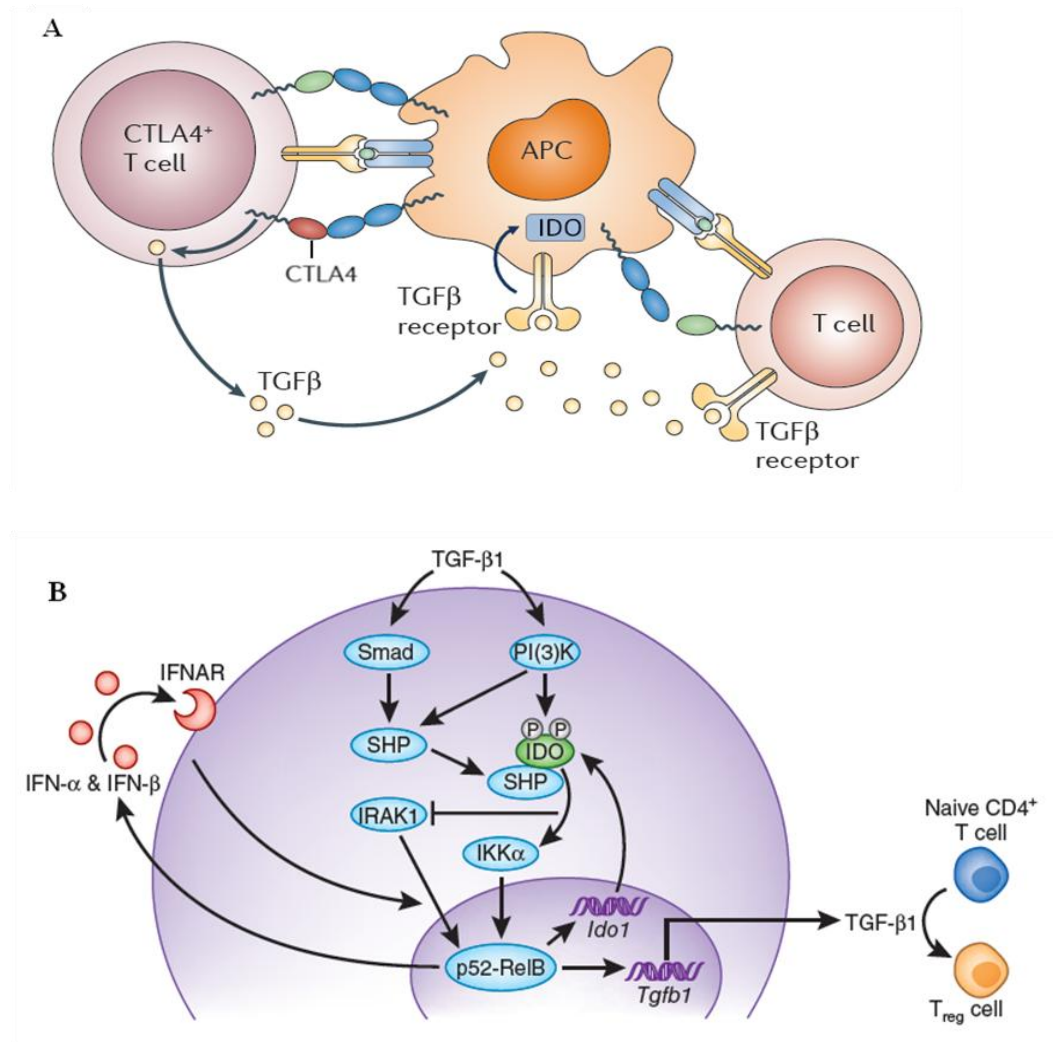 A
CTLA4+
T cell
APC
IDO
CTLA4
TGFβ
receptor
T cell
TGFβ
TGFβ
receptor
B
TGF-β1
Smad
PI(3)K
IFNAR
P P
SHP
IDO
SHP
IFN-α & IFN-β
IRAK1
IKKα
Naive CD4+
T cell
Ido1
TGF-β1
p52-RelB
Tgfb1
Treg cell